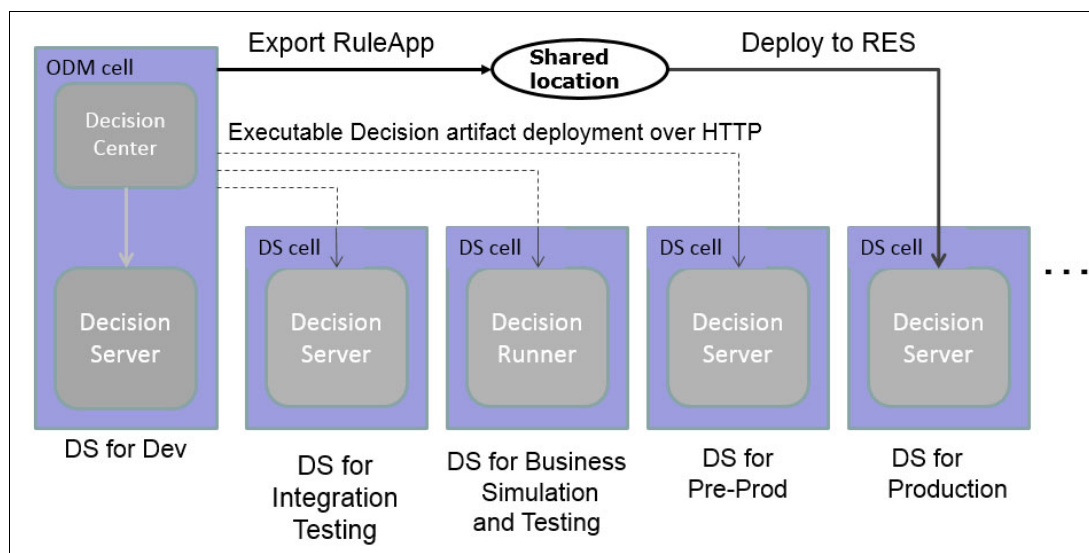 Export RuleApp
Shared
location
Deploy to RES
ODM cell
Decision
Center
Executable Decision artifact deployment over HTTP
Decision
Server
DS for Dev
DS cell
Decision
Server
DS for
Integration
Testing
DS cell
Decision
Runner
DS for Business
Simulation
and Testing
DS cell
Decision
Server
DS for
Pre-Prod
DS cell
Decision
Server
DS for
Production
...